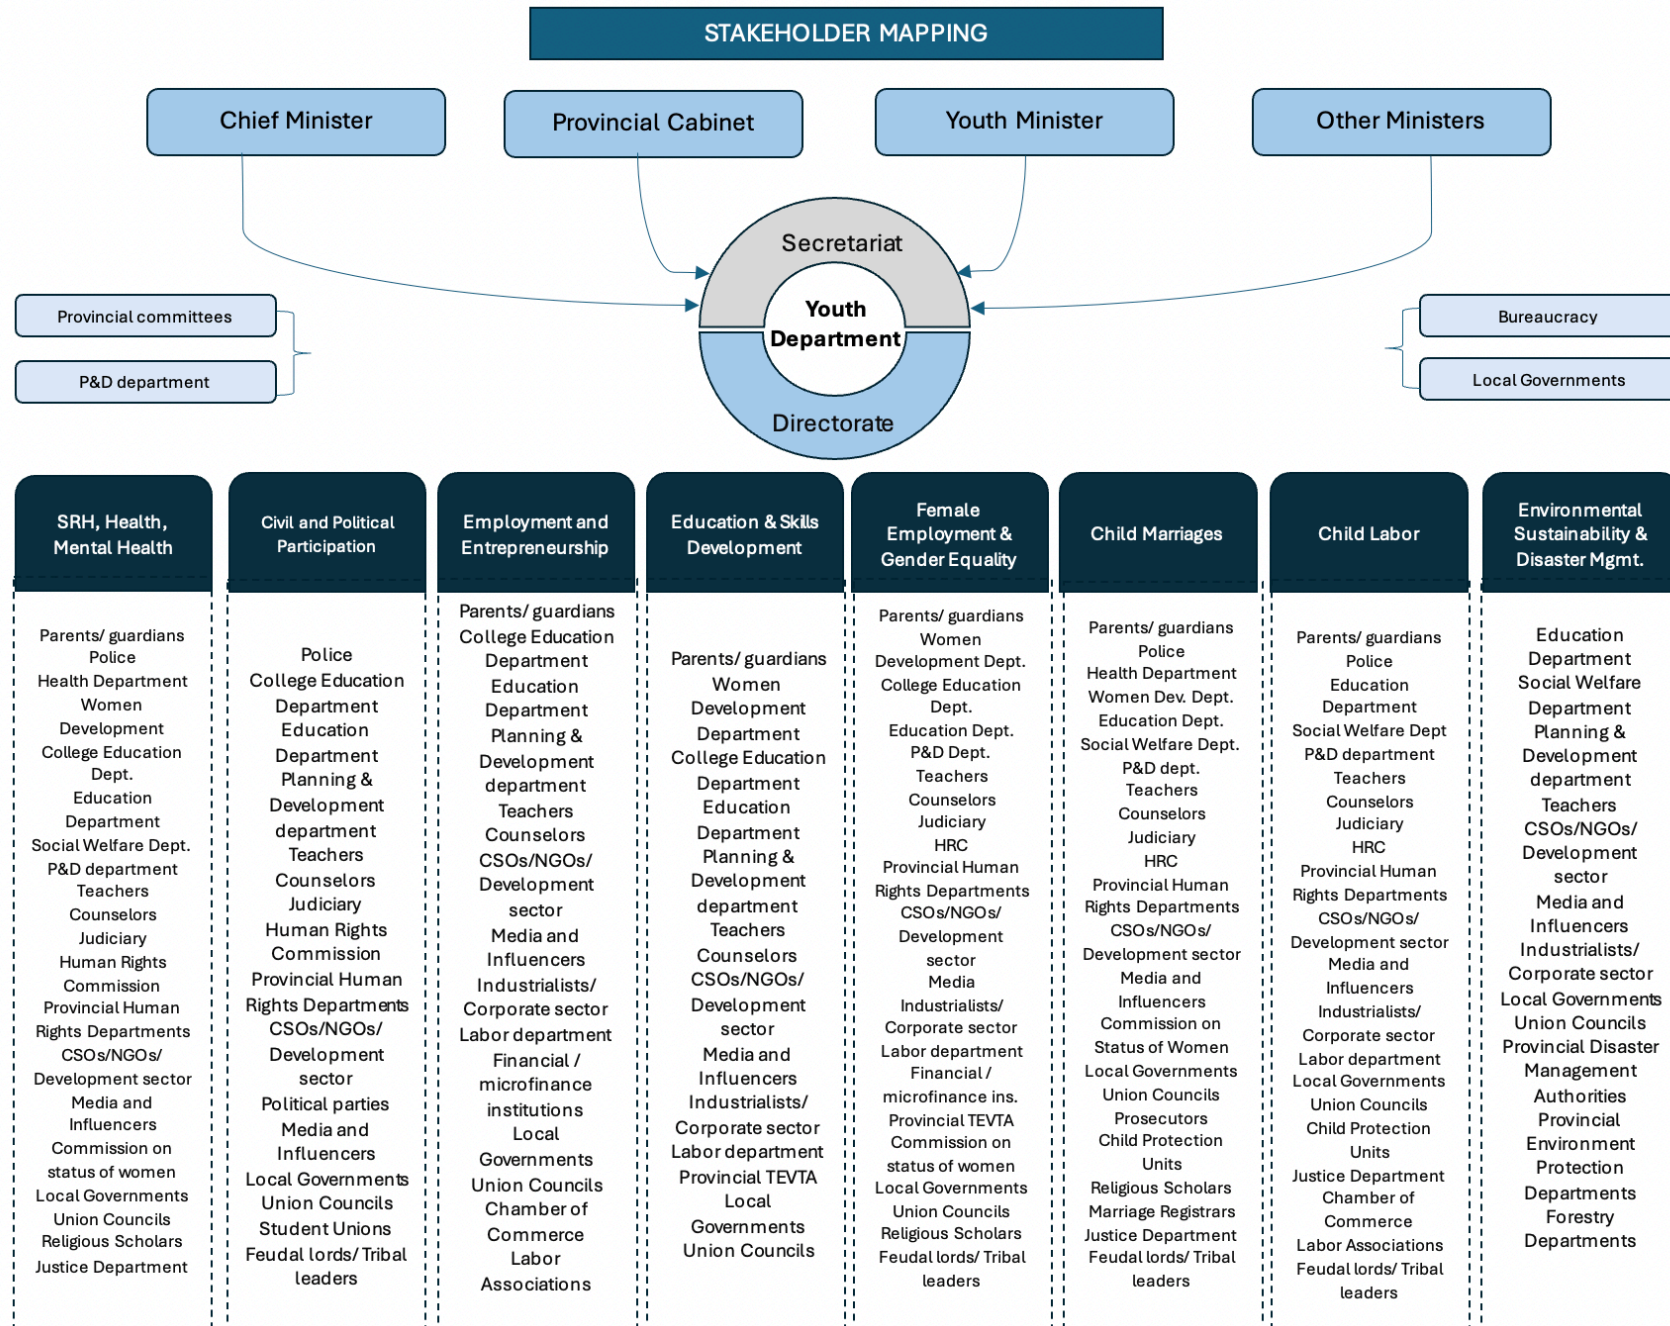 STAKEHOLDER MAPPING
Chief Minister
Provincial Cabinet
Youth Minister
Other Ministers
Secretariat
Youth
Department
Directorate
Provincial committees
P&D department
Bureaucracy
Local Governments
SRH, Health,
Mental Health
Parents/ guardians
Police
Health Department
Women
Development
College Education
Dept.
Education
Department
Social Welfare Dept.
P&D department
Teachers
Counselors
Judiciary
Human Rights
Commission
Provincial Human
Rights Departments
CSOs/NGOs/
Development sector
Media and
Influencers
Commission on
status of women
Local Governments
Union Councils
Religious Scholars
Justice Department
Civil and Political
Participation
Police
College Education
Department
Education
Department
Planning &
Development
department
Teachers
Counselors
Judiciary
Human Rights
Commission
Provincial Human
Rights Departments
CSOs/NGOs/
Development
sector
Political parties
Media and
Influencers
Local Governments
Union Councils
Student Unions
Feudal lords/ Tribal
leaders
Employment and
Entrepreneurship
Parents/ guardians
College Education
Department
Education
Department
Planning &
Development
department
Teachers
Counselors
CSOs/NGOs/
Development
sector
Media and
Influencers
Industrialists/
Corporate sector
Labor department
Financial /
microfinance
institutions
Local
Governments
Union Councils
Chamber of
Commerce
Labor
Associations
Education & Skills
Development
Parents/ guardians
Women
Development
Department
College Education
Department
Education
Department
Planning &
Development
department
Teachers
Counselors
CSOs/NGOs/
Development
sector
Media and
Influencers
Industrialists/
Corporate sector
Labor department
Provincial TEVTA
Local
Governments
Union Councils
Female
Employment &
Gender Equality
Parents/ guardians
Women
Development Dept.
College Education
Dept.
Education Dept.
P&D Dept.
Teachers
Counselors
Judiciary
HRC
Provincial Human
Rights Departments
CSOs/NGOs/
Development
sector
Media
Industrialists/
Corporate sector
Labor department
Financial /
microfinance ins.
Provincial TEVTA
Commission on
status of women
Local Governments
Union Councils
Religious Scholars
Feudal lords/ Tribal
leaders
Child Marriages
Parents/ guardians
Police
Health Department
Women Dev. Dept.
Education Dept.
Social Welfare Dept.
P&D dept.
Teachers
Counselors
Judiciary
HRC
Provincial Human
Rights Departments
CSOs/NGOs/
Development sector
Media and
Influencers
Commission on
Status of Women
Local Governments
Union Councils
Prosecutors
Child Protection
Units
Religious Scholars
Marriage Registrars
Justice Department
Feudal lords/ Tribal
leaders
Child Labor
Parents/ guardians
Police
Education
Department
Social Welfare Dept
P&D department
Teachers
Counselors
Judiciary
HRC
Provincial Human
Rights Departments
CSOs/NGOs/
Development sector
Media and
Influencers
Industrialists/
Corporate sector
Labor department
Local Governments
Union Councils
Child Protection
Units
Justice Department
Chamber of
Commerce
Labor Associations
Feudal lords/ Tribal
leaders
Environmental
Sustainability &
Disaster Mgmt.
Education
Department
Social Welfare
Department
Planning &
Development
department
Teachers
CSOs/NGOs/
Development
sector
Media and
Influencers
Industrialists/
Corporate sector
Local Governments
Union Councils
Provincial Disaster
Management
Authorities
Provincial
Environment
Protection
Departments
Forestry
Departments